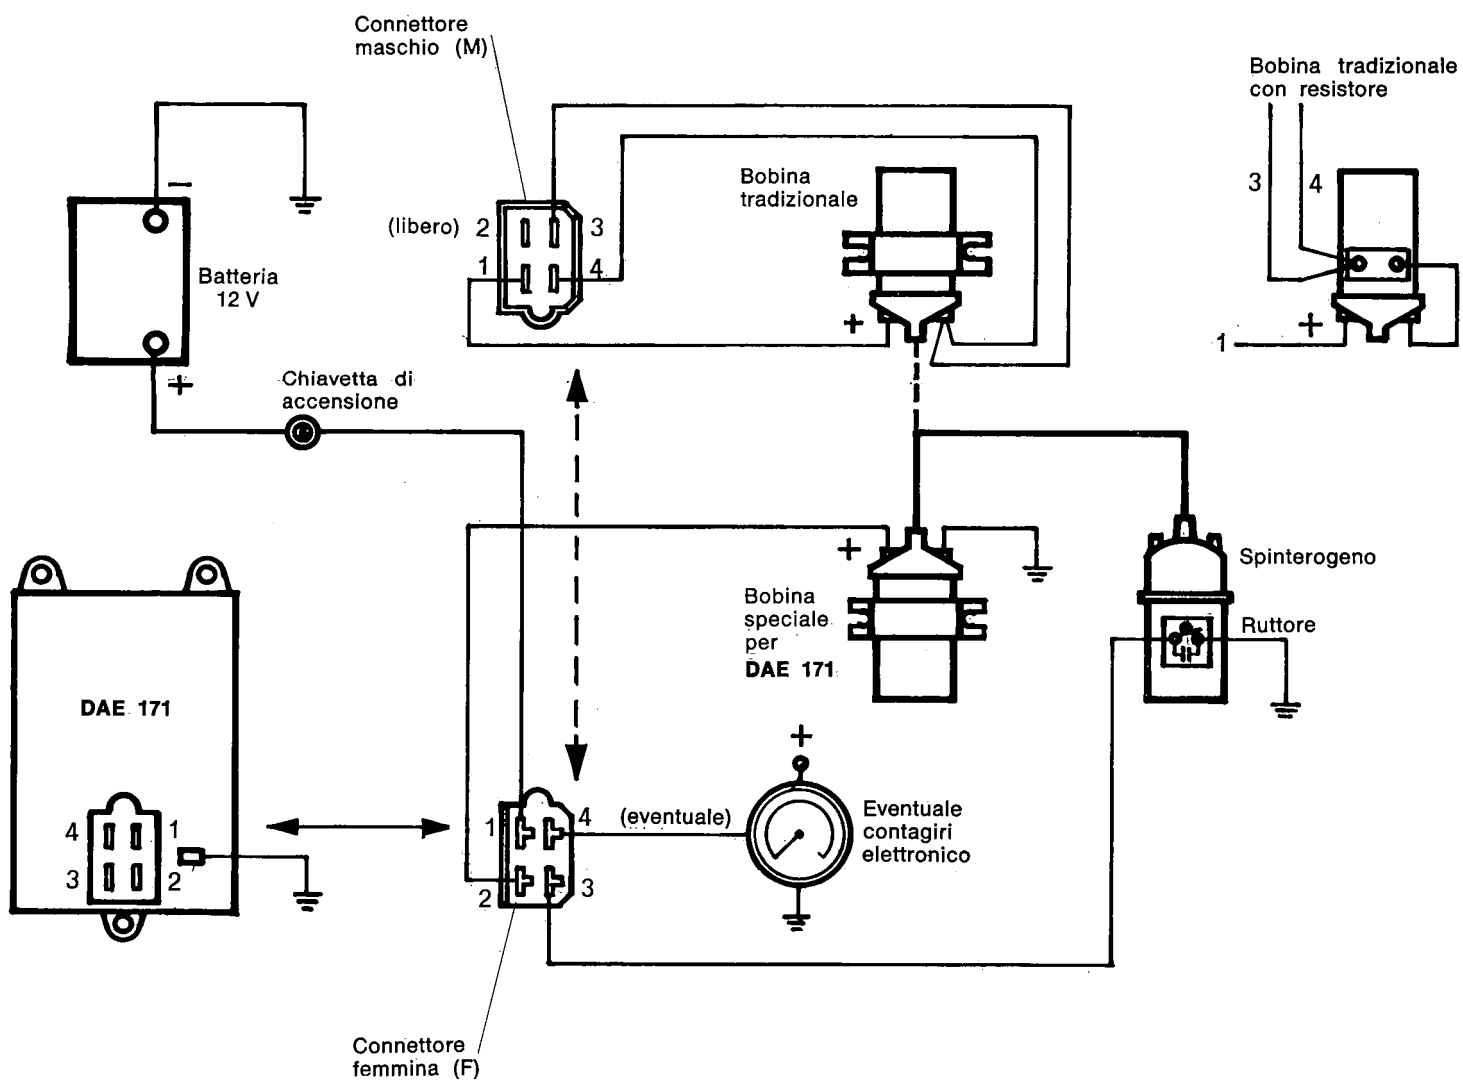 Connettore
maschio (M)
Bobina tradizionale
con resistore
3
4
+
1
−
Batteria
12 V
+
(libero)
2
3
1
4
Bobina
tradizionale
+
Chiavetta di
accensione
+
Bobina
speciale
per
DAE 171
Spinterogeno
Ruttore
DAE 171
4
1
3
2
1
4
2
3
(eventuale)
+
Eventuale
contagiri
elettronico
Connettore
femmina (F)